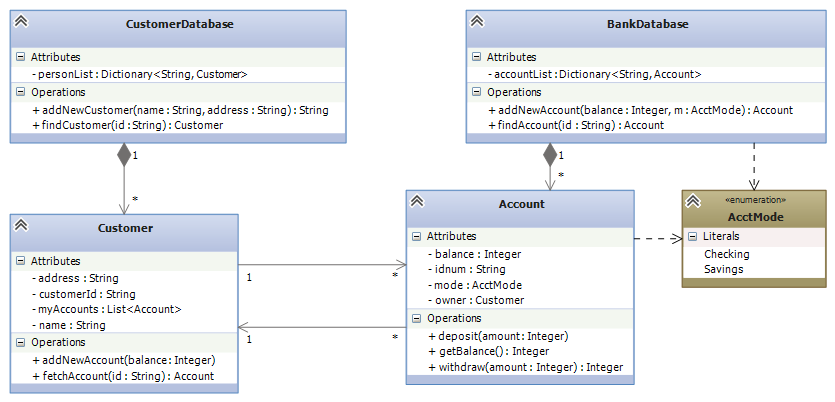 CustomerDatabase
Attributes
- personList : Dictionary<String, Customer>
Operations
+ addNewCustomer(name : String, address : String) : String
+ findCustomer(id : String) : Customer
BankDatabase
Attributes
- accountList : Dictionary<String, Account>
Operations
+ addNewAccount(balance : Integer, m : AcctMode) : Account
+ findAccount(id : String) : Account
1
*
1
*
Customer
Attributes
- address : String
- customerId : String
- myAccounts : List<Account>
- name : String
Operations
+ addNewAccount(balance : Integer)
+ fetchAccount(id : String) : Account
1
*
1
*
Account
Attributes
- balance : Integer
- idnum : String
- mode : AcctMode
- owner : Customer
Operations
+ deposit(amount : Integer)
+ getBalance() : Integer
+ withdraw(amount : Integer) : Integer
«enumeration»
AcctMode
Literals
Checking
Savings